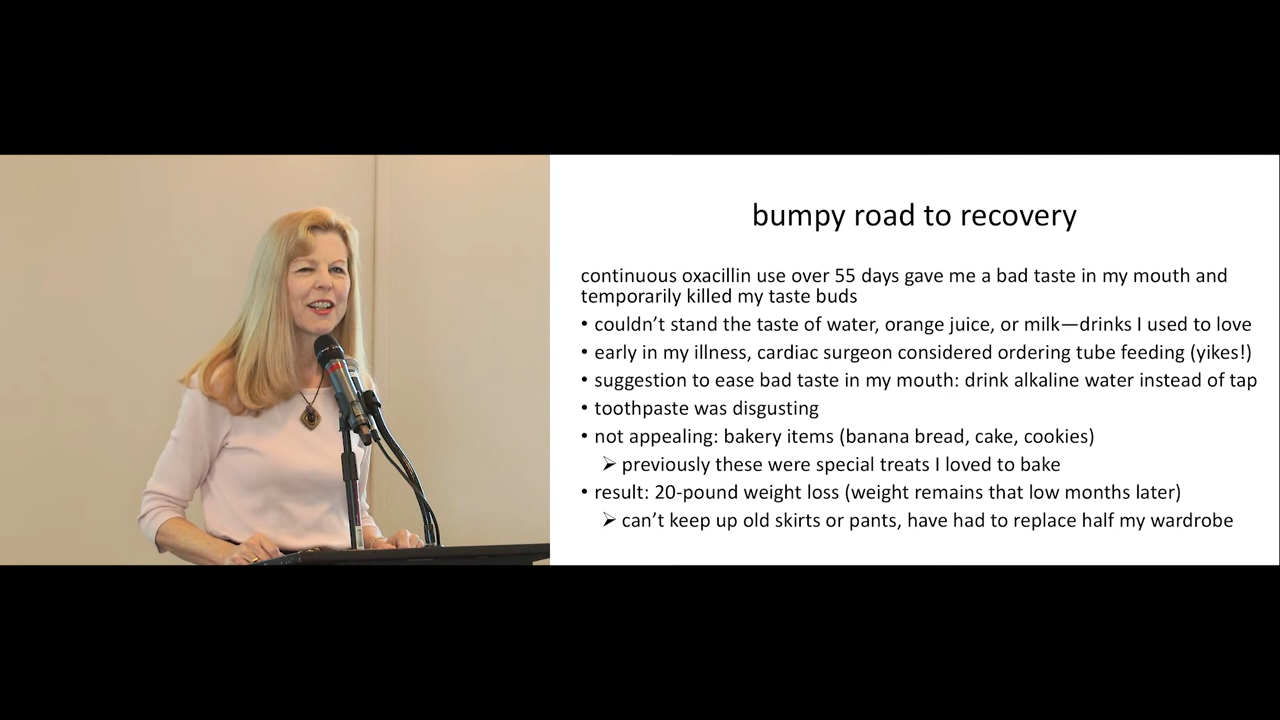 bumpy road to recovery
continuous oxacillin use over 55 days gave me a bad taste in my mouth and
temporarily killed my taste buds
• couldn’t stand the taste of water, orange juice, or milk—drinks I used to love
• early in my illness, cardiac surgeon considered ordering tube feeding (yikes!)
• suggestion to ease bad taste in my mouth: drink alkaline water instead of tap
• toothpaste was disgusting
• not appealing: bakery items (banana bread, cake, cookies)
➢ previously these were special treats I loved to bake
• result: 20-pound weight loss (weight remains that low months later)
➢ can’t keep up old skirts or pants, have had to replace half my wardrobe